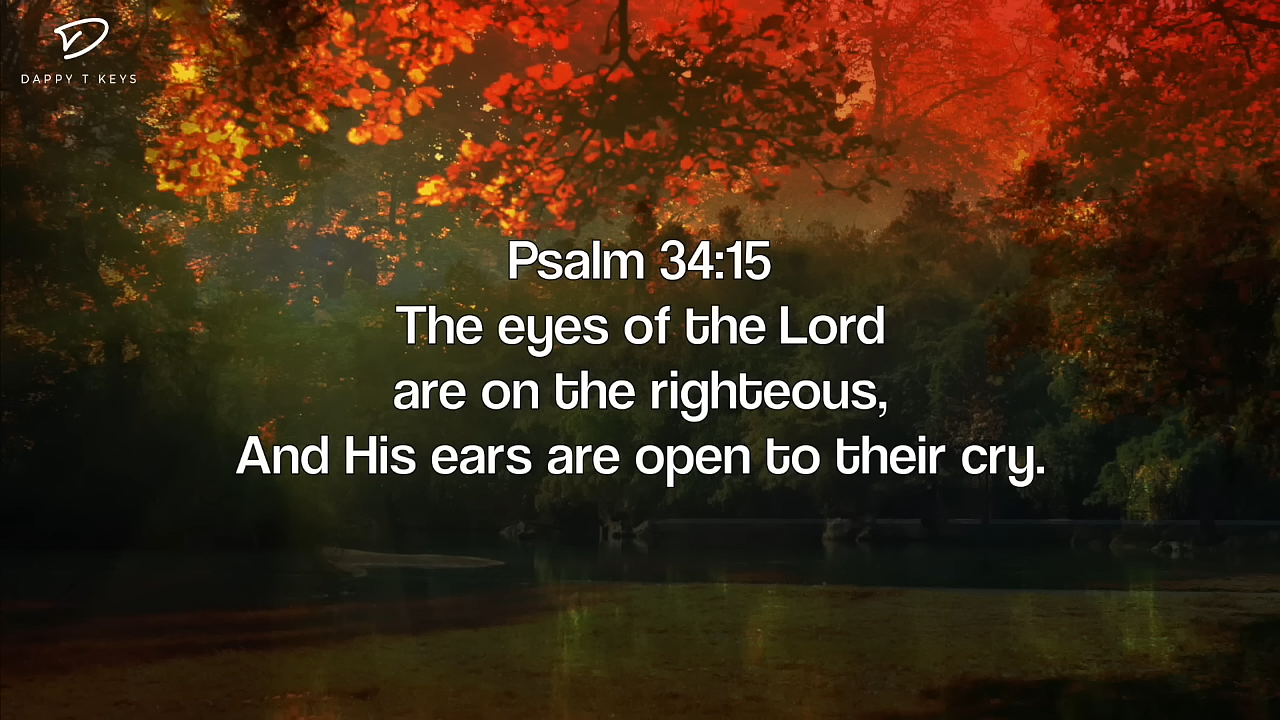 DAPPY T KEYS
Psalm 34:15
The eyes of the Lord
are on the righteous,
And His ears are open to their cry.